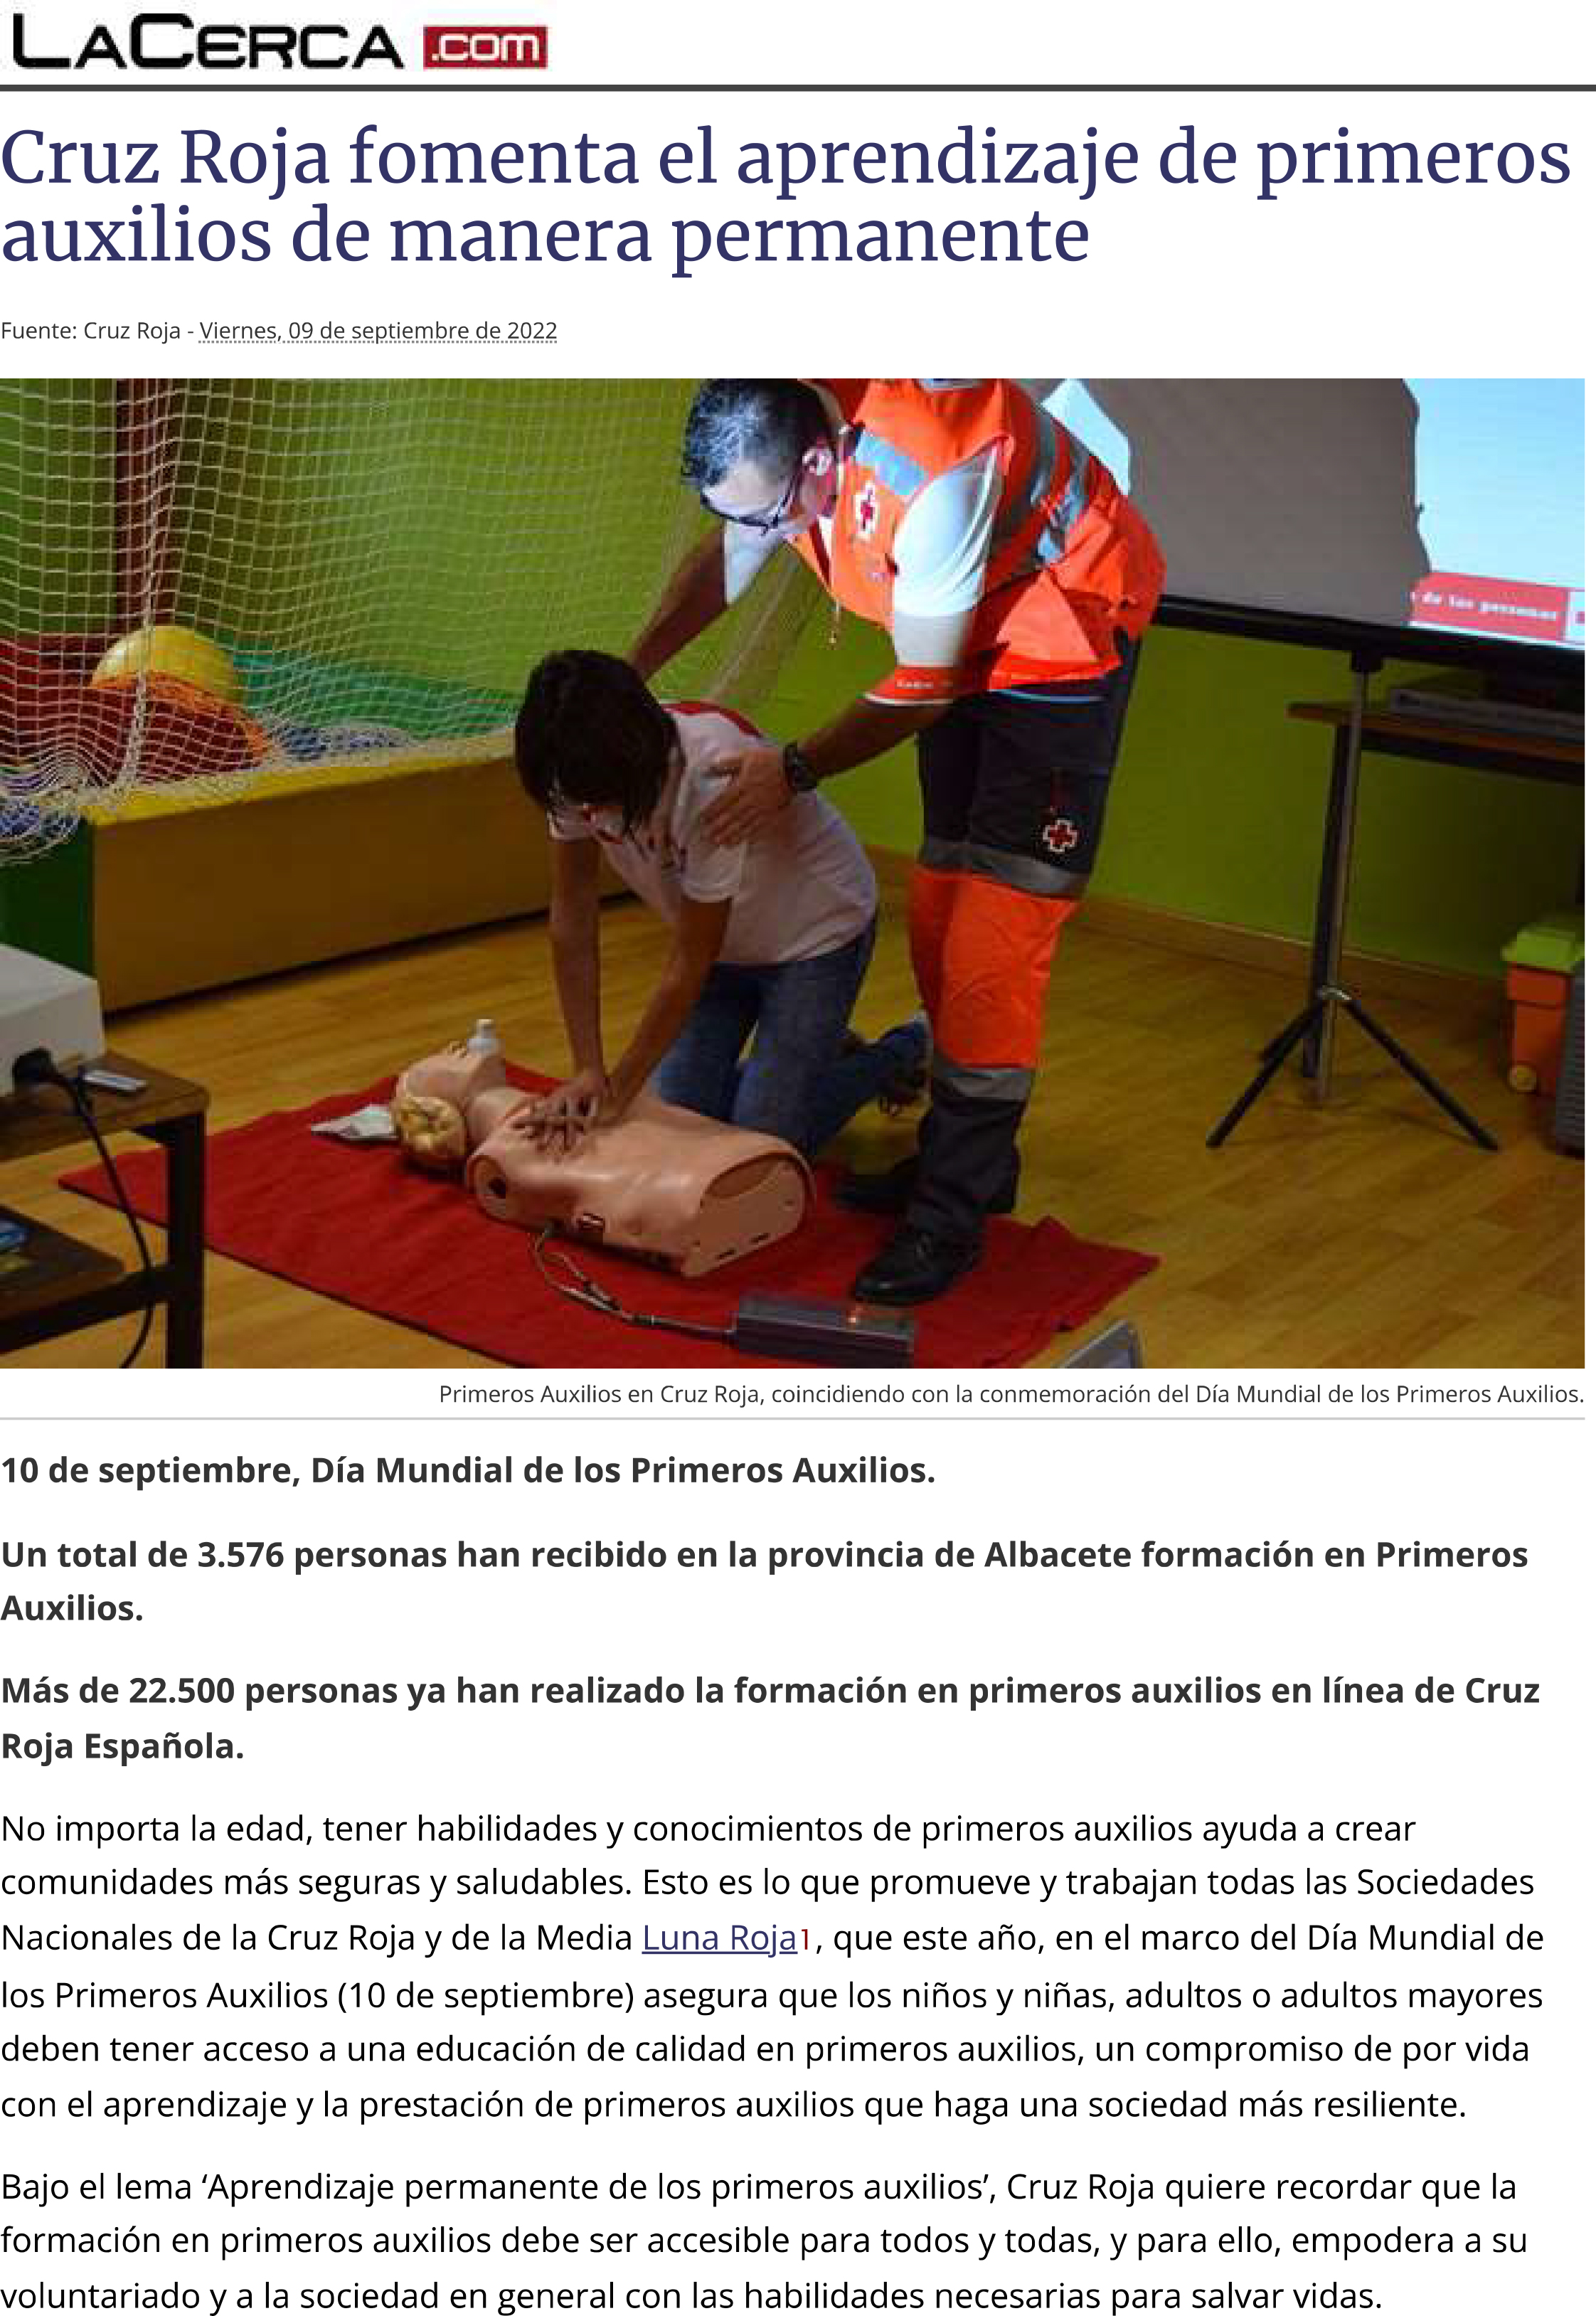 LACERCA .com
Cruz Roja fomenta el aprendizaje de primeros
auxilios de manera permanente
Fuente: Cruz Roja - Viernes, 09 de septiembre de 2022
de las personas
Primeros Auxilios en Cruz Roja, coincidiendo con la conmemoración del Día Mundial de los Primeros Auxilios.
10 de septiembre, Día Mundial de los Primeros Auxilios.
Un total de 3.576 personas han recibido en la provincia de Albacete formación en Primeros
Auxilios.
Más de 22.500 personas ya han realizado la formación en primeros auxilios en línea de Cruz
Roja Española.
No importa la edad, tener habilidades y conocimientos de primeros auxilios ayuda a crear
comunidades más seguras y saludables. Esto es lo que promueve y trabajan todas las Sociedades
Nacionales de la Cruz Roja y de la Media Luna Roja1, que este año, en el marco del Día Mundial de
los Primeros Auxilios (10 de septiembre) asegura que los niños y niñas, adultos o adultos mayores
deben tener acceso a una educación de calidad en primeros auxilios, un compromiso de por vida
con el aprendizaje y la prestación de primeros auxilios que haga una sociedad más resiliente.
Bajo el lema ‘Aprendizaje permanente de los primeros auxilios’, Cruz Roja quiere recordar que la
formación en primeros auxilios debe ser accesible para todos y todas, y para ello, empodera a su
voluntariado y a la sociedad en general con las habilidades necesarias para salvar vidas.